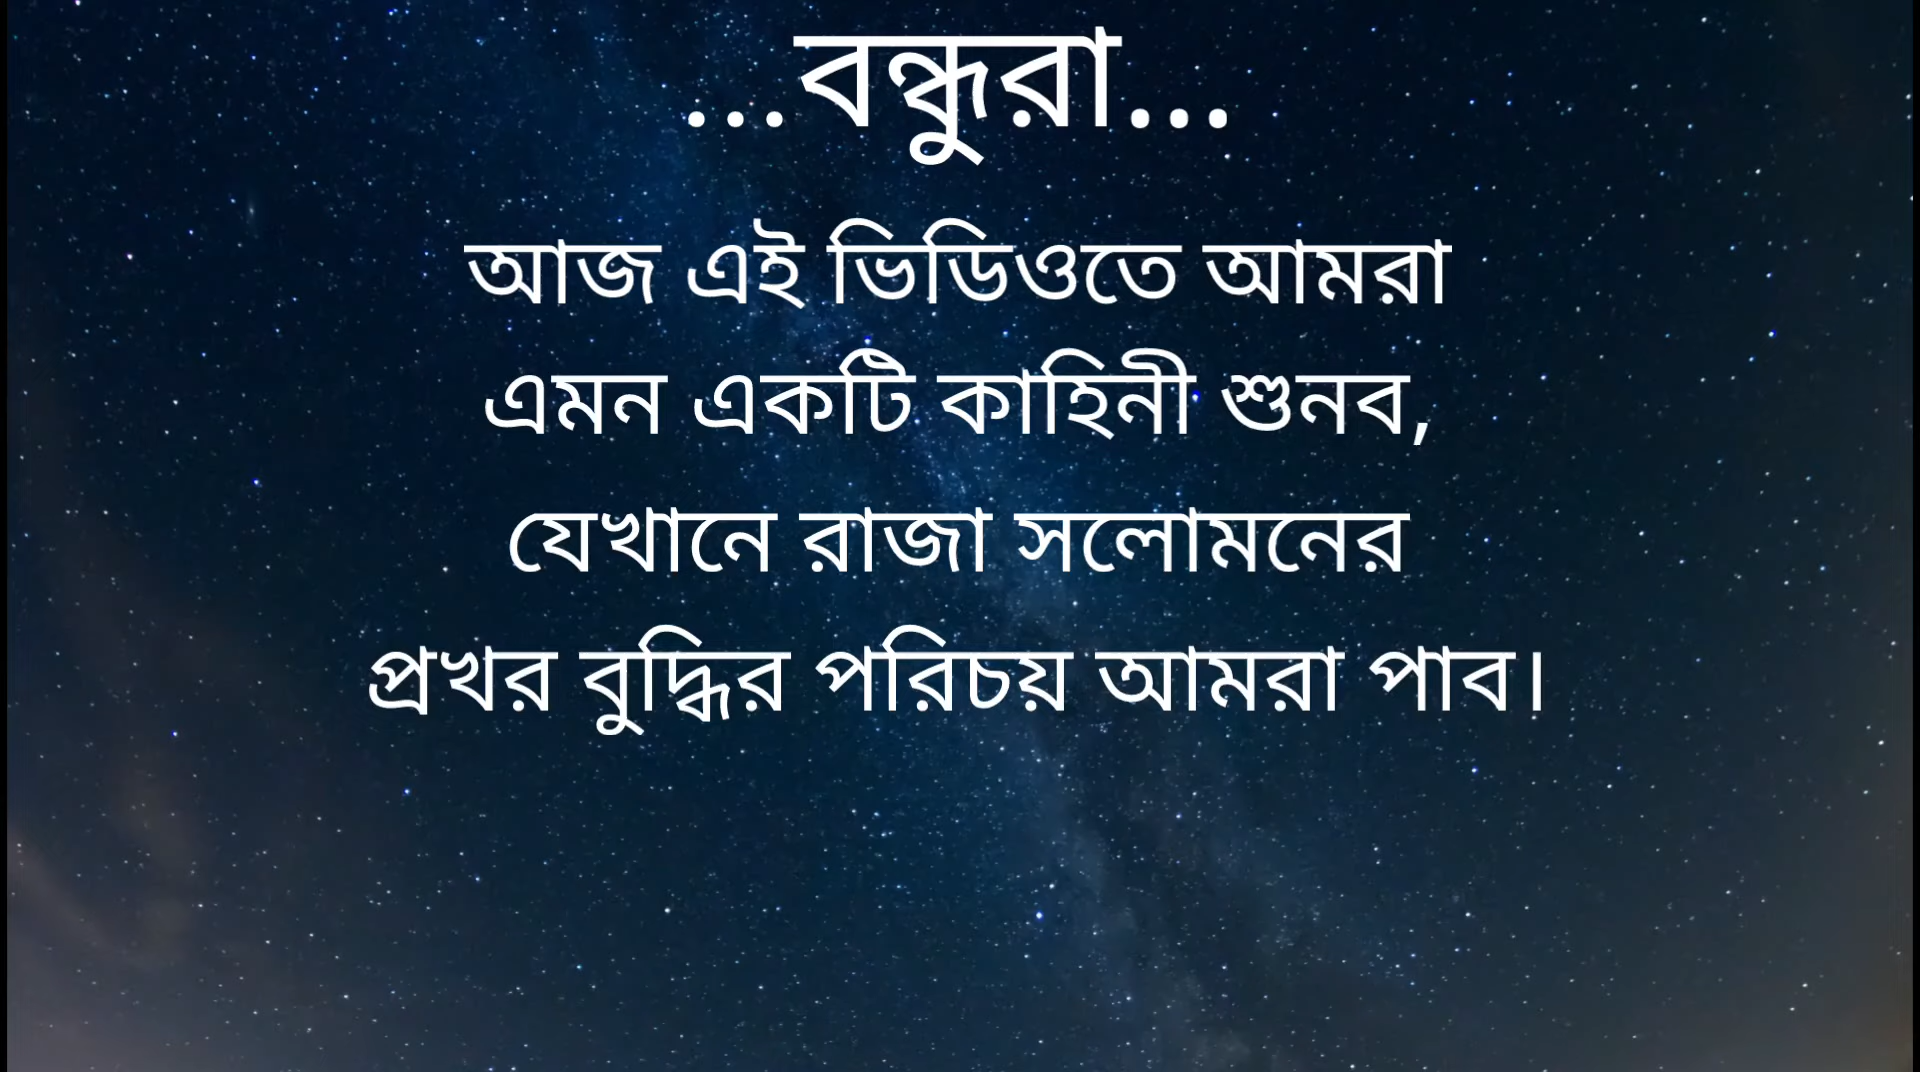 ...বন্ধুরা...
আজ এই ভিডিওতে আমরা
এমন একটি কাহিনী শুনব,
যেখানে রাজা সলোমনের
প্রখর বুদ্ধির পরিচয় আমরা পাব।